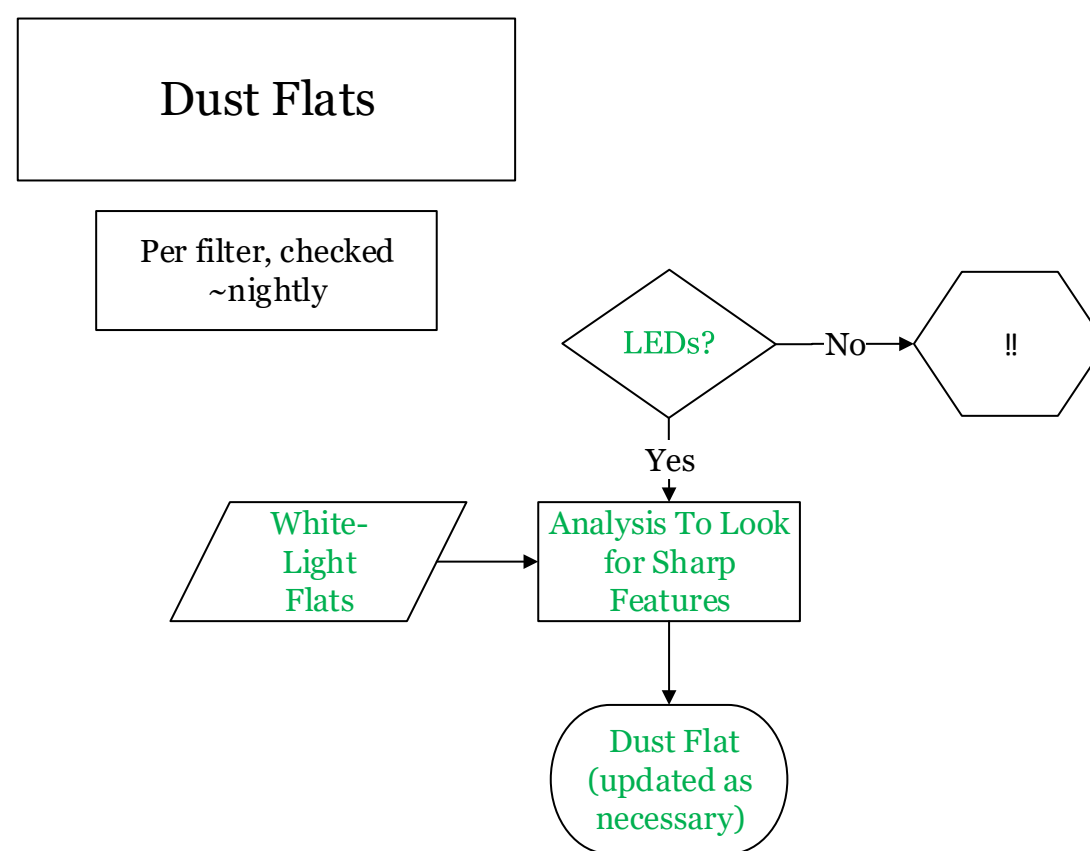 Dust Flats
Per filter, checked
~nightly
LEDs?
No
!!
Yes
White-
Light
Flats
Analysis To Look
for Sharp
Features
Dust Flat
(updated as
necessary)